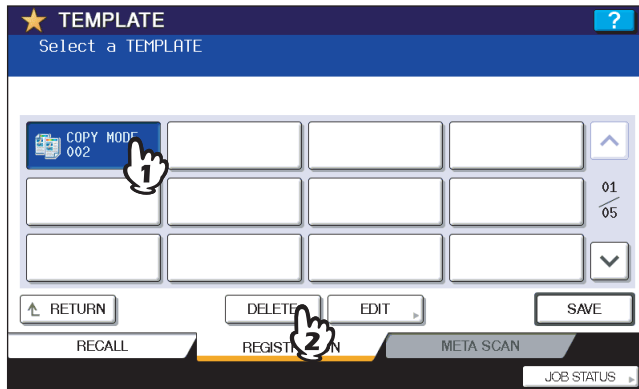 TEMPLATE
?
Select a TEMPLATE
COPY MODE
002
1
01
05
RETURN
DELETE
EDIT
SAVE
2
RECALL
REGISTRATION
META SCAN
JOB STATUS